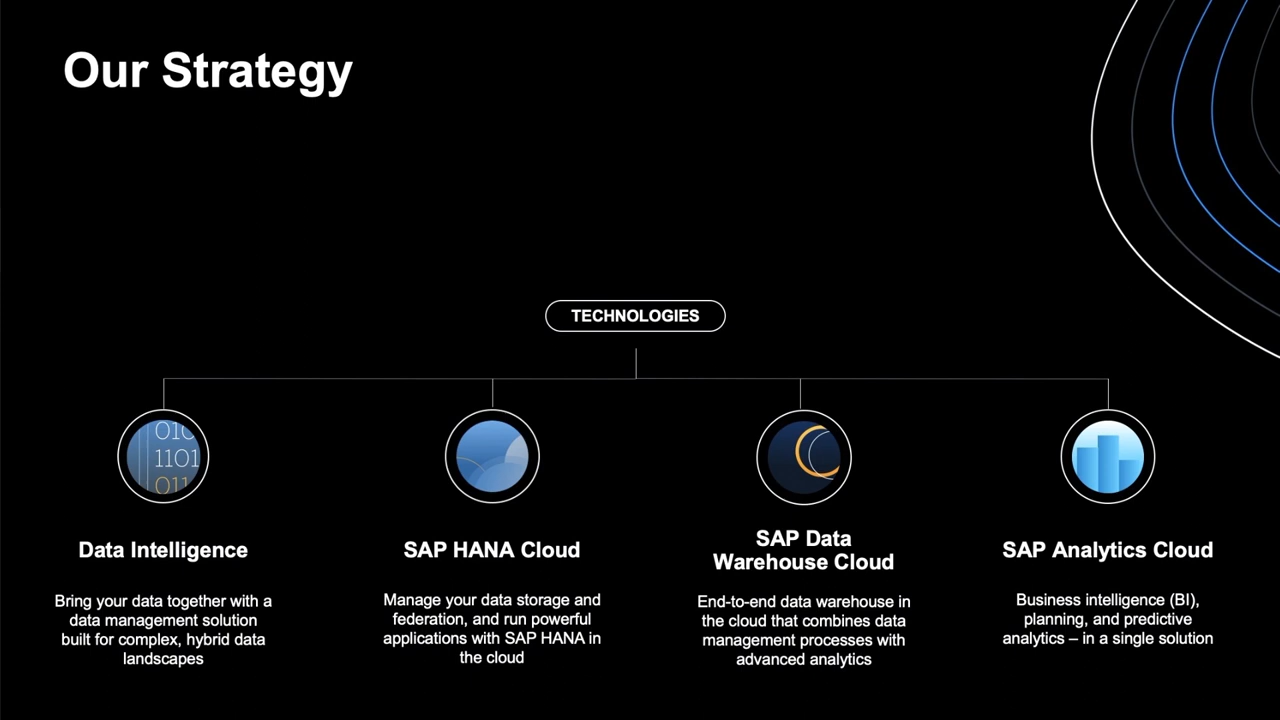 Our Strategy
TECHNOLOGIES
010
1101
011
Data Intelligence
Bring your data together with a
data management solution
built for complex, hybrid data
landscapes
SAP HANA Cloud
Manage your data storage and
federation, and run powerful
applications with SAP HANA in
the cloud
SAP Data
Warehouse Cloud
End-to-end data warehouse in
the cloud that combines data
management processes with
advanced analytics
SAP Analytics Cloud
Business intelligence (BI),
planning, and predictive
analytics – in a single solution